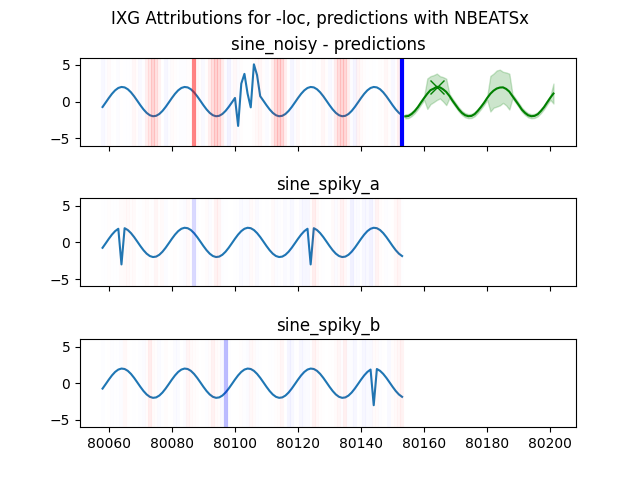 IXG Attributions for -loc, predictions with NBEATSx
sine_noisy - predictions
5
0
−5
sine_spiky_a
5
0
−5
sine_spiky_b
5
0
−5
80060 80080 80100 80120 80140 80160 80180 80200